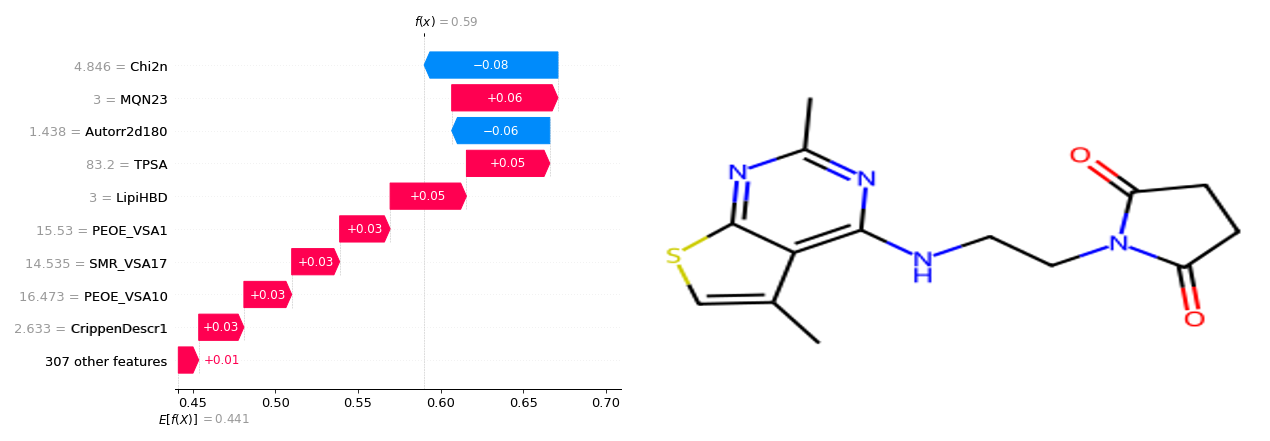 f(x) = 0.59
4.846 = Chi2n −0.08
3 = MQN23 +0.06
1.438 = Autorr2d180 −0.06
83.2 = TPSA +0.05
3 = LipiHBD +0.05
15.53 = PEOE_VSA1 +0.03
14.535 = SMR_VSA17 +0.03
16.473 = PEOE_VSA10 +0.03
2.633 = CrippenDescr1 +0.03
307 other features +0.01
0.45 0.50 0.55 0.60 0.65 0.70
E[f(X)] = 0.441
O
N N
N
S N
H
O